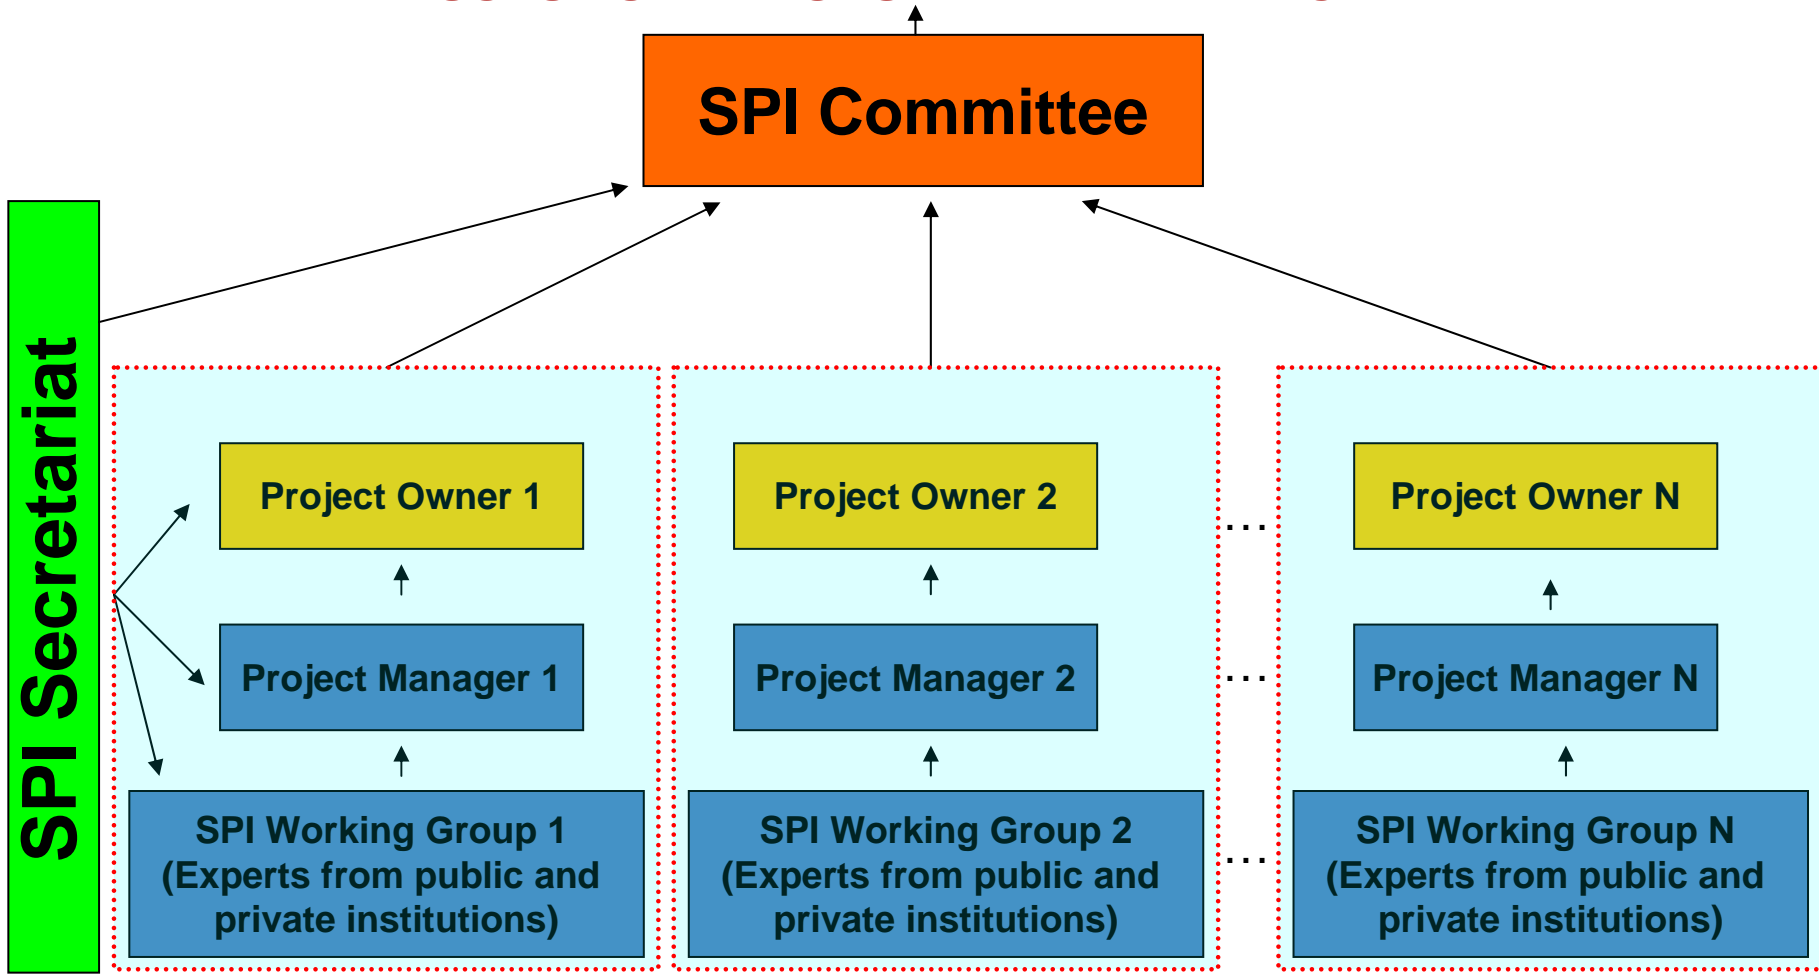 SPI Committee
SPI Secretariat
Project Owner 1
Project Owner 2
...
Project Owner N
Project Manager 1
Project Manager 2
...
Project Manager N
SPI Working Group 1
(Experts from public and
private institutions)
SPI Working Group 2
(Experts from public and
private institutions)
...
SPI Working Group N
(Experts from public and
private institutions)